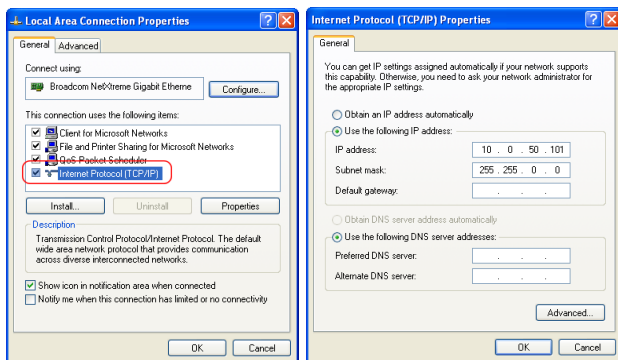 Local Area Connection Properties
General
Advanced
Connect using:
Broadcom NetXtreme Gigabit Etherne
Configure...
This connection uses the following items:
Client for Microsoft Networks
File and Printer Sharing for Microsoft Networks
QoS Packet Scheduler
Internet Protocol (TCP/IP)
Install...
Uninstall
Properties
Description
Transmission Control Protocol/Internet Protocol. The default
wide area network protocol that provides communication
across diverse interconnected networks.
Show icon in notification area when connected
Notify me when this connection has limited or no connectivity
OK
Cancel
Internet Protocol (TCP/IP) Properties
General
You can get IP settings assigned automatically if your network supports
this capability. Otherwise, you need to ask your network administrator for
the appropriate IP settings.
Obtain an IP address automatically
Use the following IP address:
IP address: 10 . 0 . 50 . 101
Subnet mask: 255 . 255 . 0 . 0
Default gateway: . . .
Obtain DNS server address automatically
Use the following DNS server addresses:
Preferred DNS server: . . .
Alternate DNS server: . . .
Advanced...
OK
Cancel